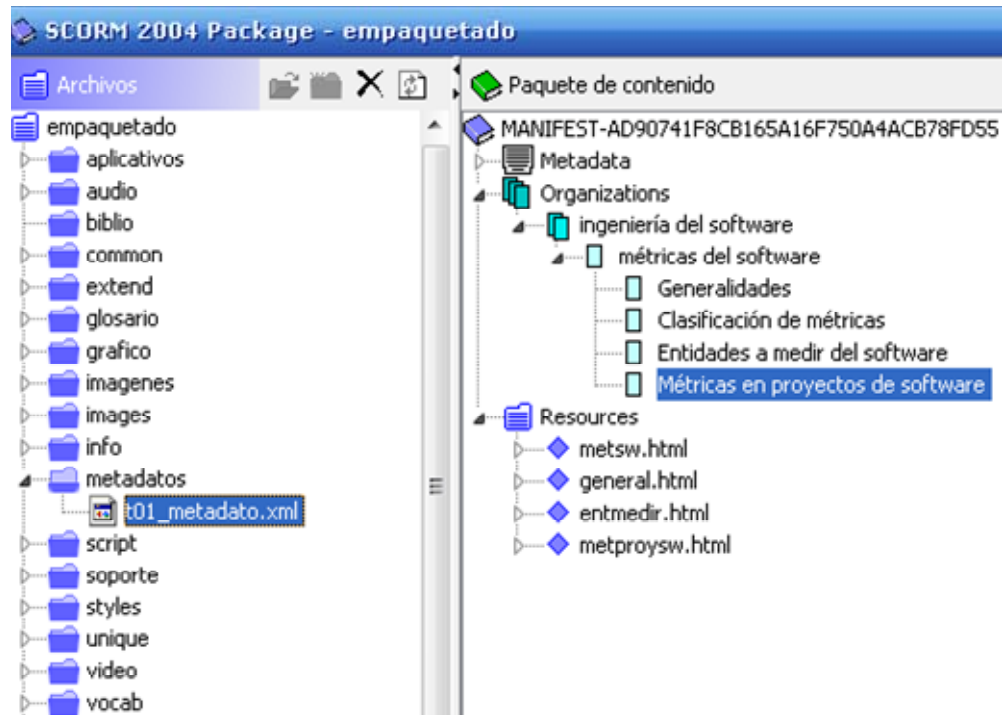 SCORM 2004 Package - empaquetado
Archivos
empaquetado
aplicativos
audio
biblio
common
extend
glosario
grafico
imagenes
images
info
metadatos
t01_metadato.xml
script
soporte
styles
unique
video
vocab
Paquete de contenido
MANIFEST-AD90741F8CB165A16F750A4ACB78FD55
Metadata
Organizations
ingeniería del software
métricas del software
Generalidades
Clasificación de métricas
Entidades a medir del software
Métricas en proyectos de software
Resources
metsw.html
general.html
entmedir.html
metproysw.html